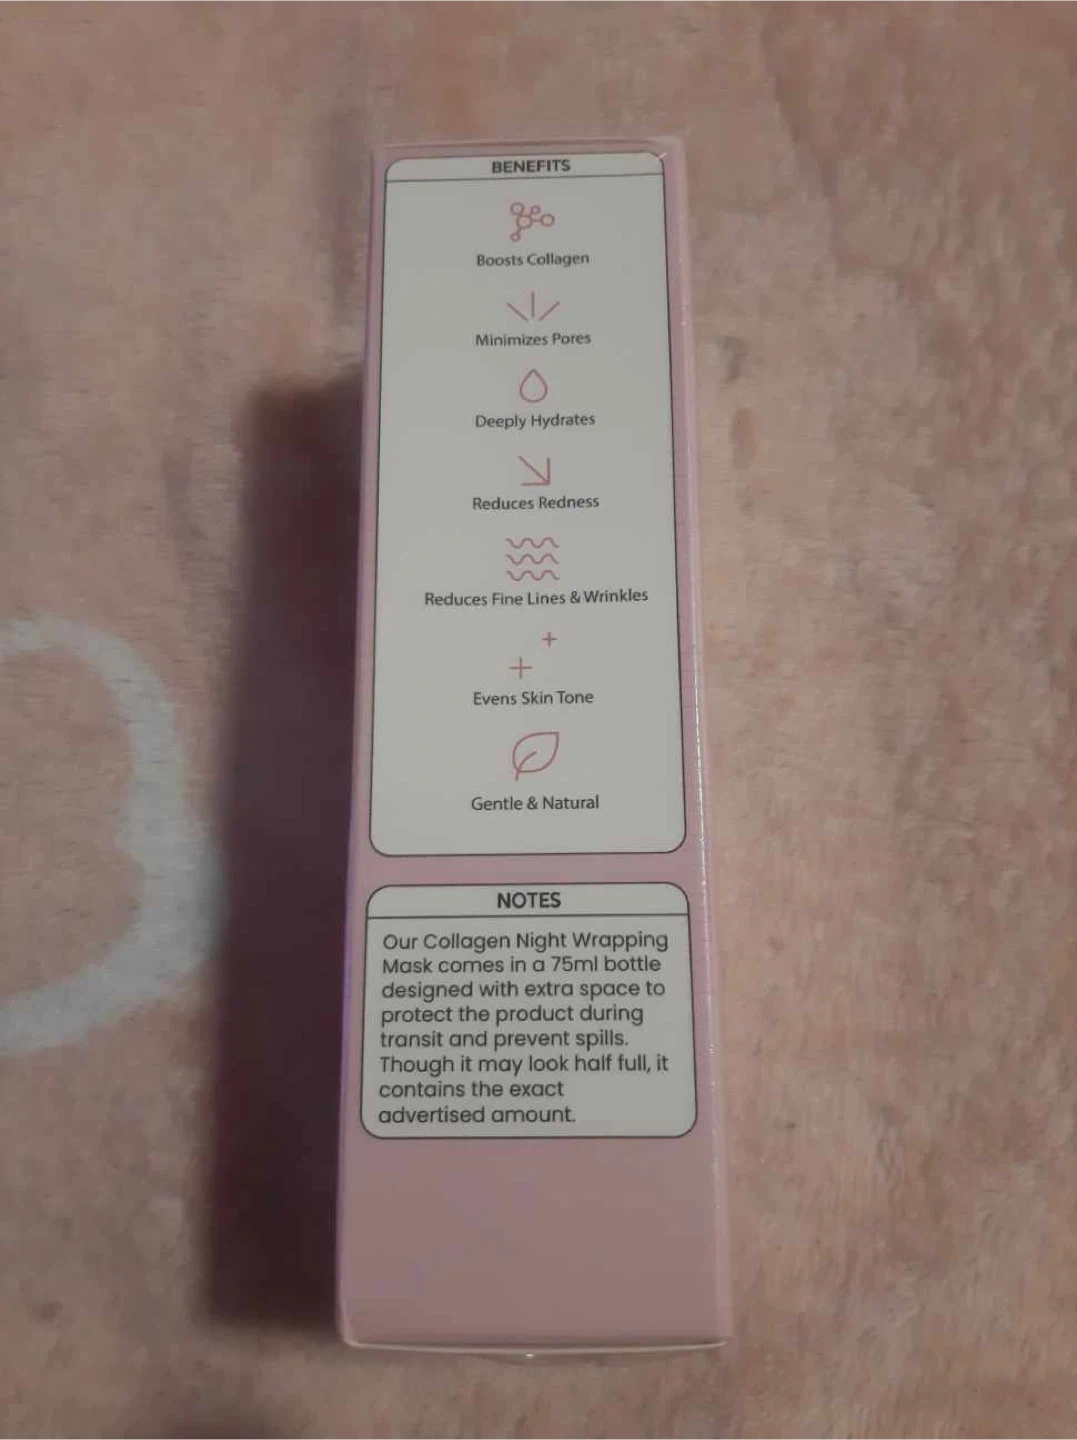 BENEFITS
Boosts Collagen
Minimizes Pores
Deeply Hydrates
Reduces Redness
Reduces Fine Lines & Wrinkles
Evens Skin Tone
Gentle & Natural
NOTES
Our Collagen Night Wrapping
Mask comes in a 75ml bottle
designed with extra space to
protect the product during
transit and prevent spills.
Though it may look half full, it
contains the exact
advertised amount.